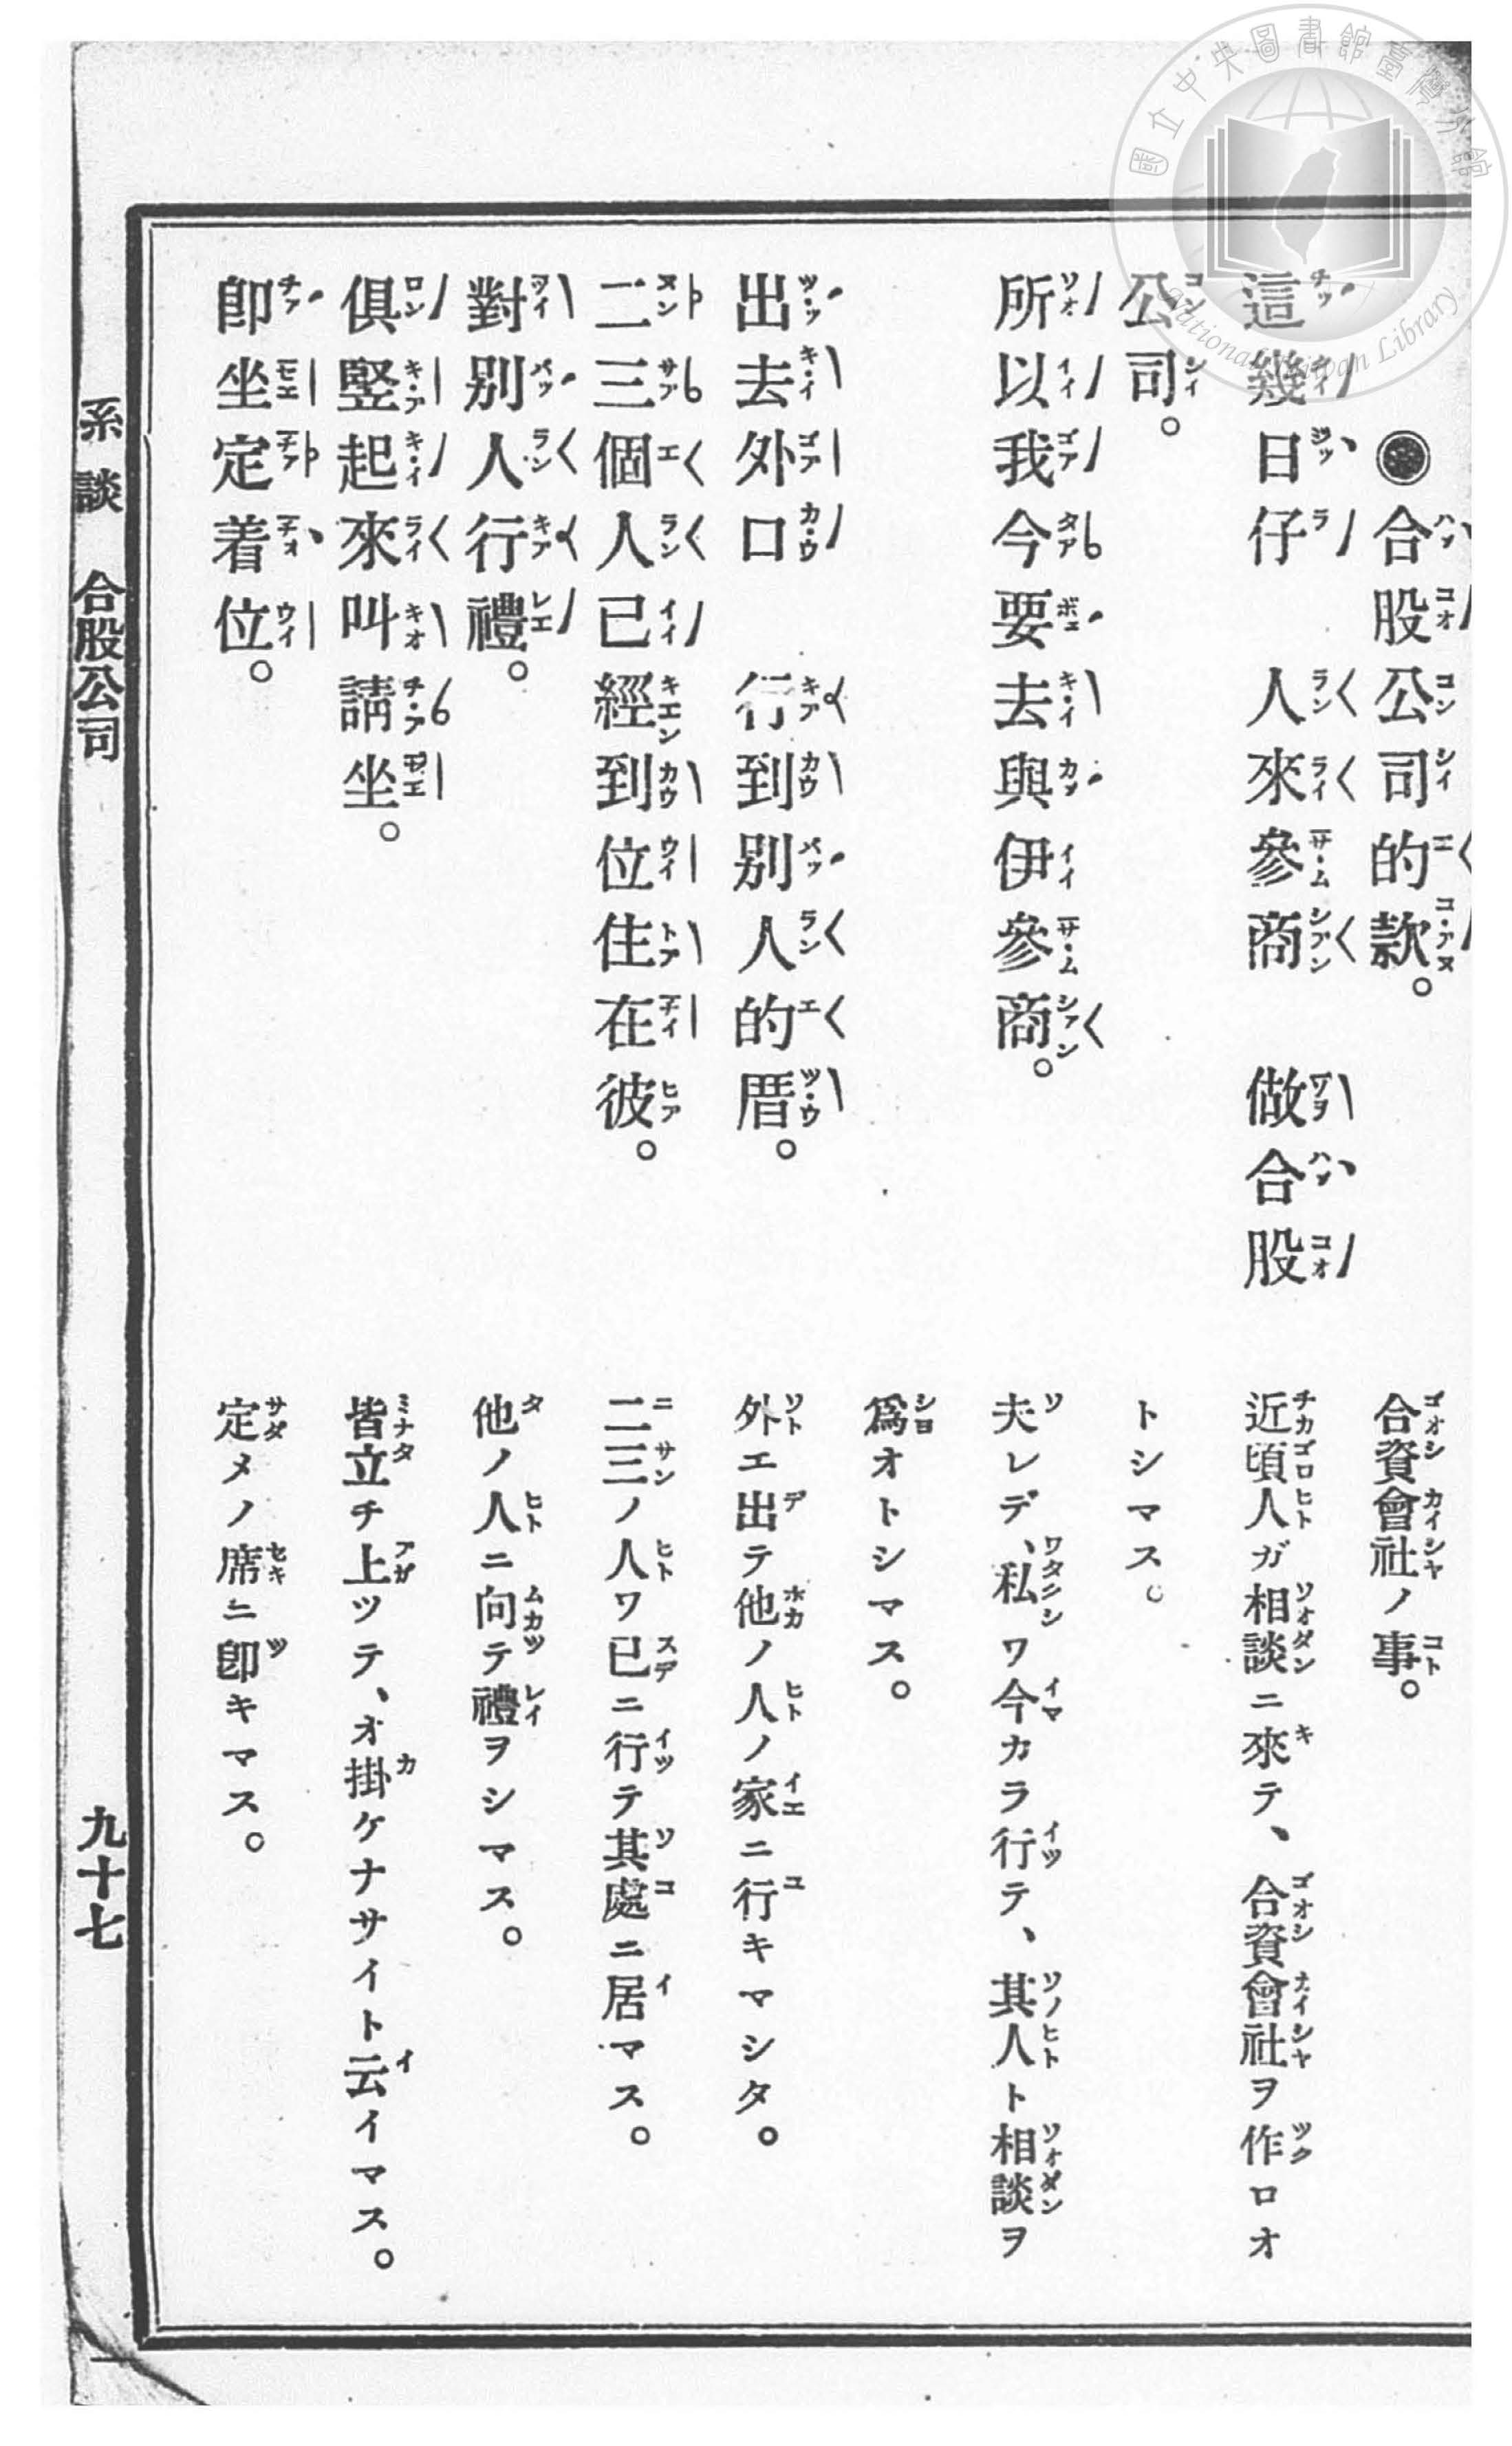 合股公司的款。
合資會社ノ事。
這幾日仔 人來參商 做合股
近頃人ガ相談ニ來テ、合資會社ヲ作ロオ
公司。
トシマス。
所以我今要去與伊參商。
夫レデ、私ワ今カラ行テ、其人ト相談ヲ
爲オトシマス。
出去外口 行到別人的厝。
外エ出テ他ノ人ノ家ニ行キマシタ。
二三個人已經到位住在彼。
二三ノ人ワ已ニ行テ其處ニ居マス。
對別人行禮。
他ノ人ニ向テ禮ヲシマス。
俱竪起來叫請坐。
皆立チ上ツテ、オ掛ケナサイト云イマス。
卽坐定着位。
定メノ席ニ卽キマス。
系談 合股公司 九十七
國立中央圖書館臺灣分館
National Taiwan Library